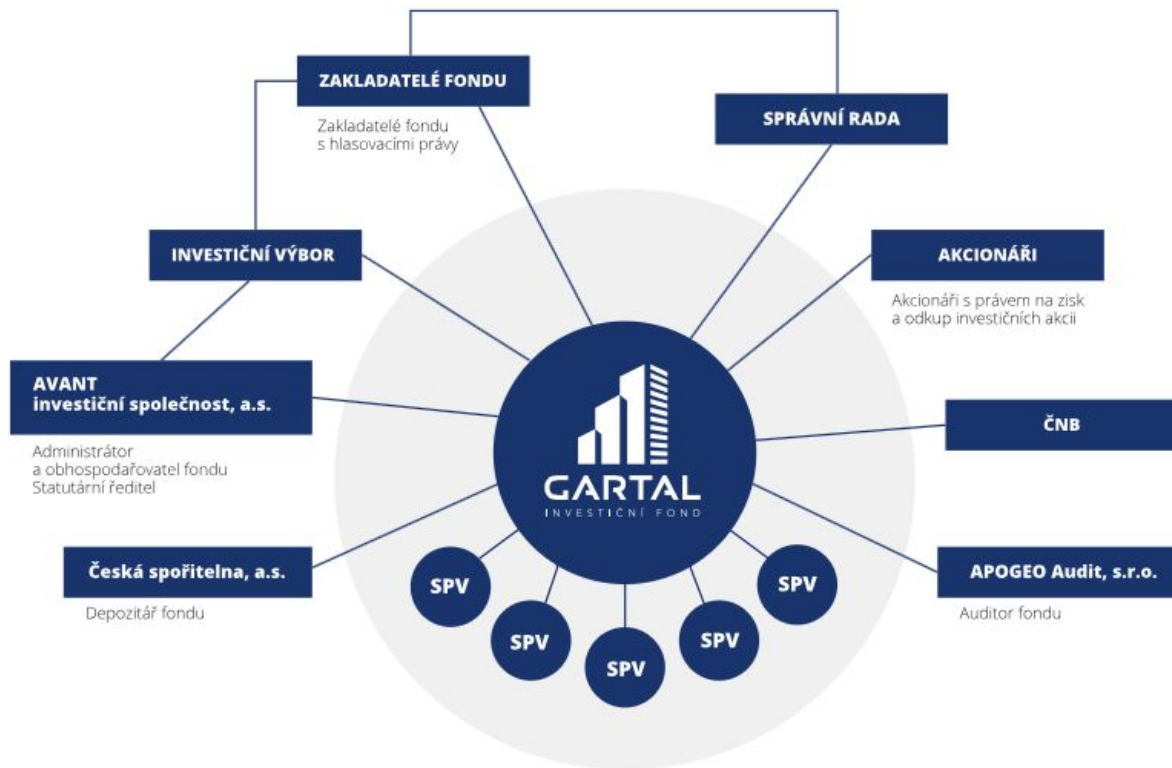 ZAKLADATELÉ FONDU
Zakladatelé fondu
s hlasovacími právy
SPRÁVNÍ RADA
INVESTIČNÍ VÝBOR
AKCIONÁŘI
Akcionáři s právem na zisk
a odkup investičních akcii
AVANT
investiční společnost, a.s.
Administrátor
a obhospodařovatel fondu
Statutární ředitel
ČNB
GARTAL
INVESTIČNÍ FOND
Česká spořitelna, a.s.
Depozitář fondu
APOGEO Audit, s.r.o.
Auditor fondu
SPV
SPV
SPV
SPV
SPV